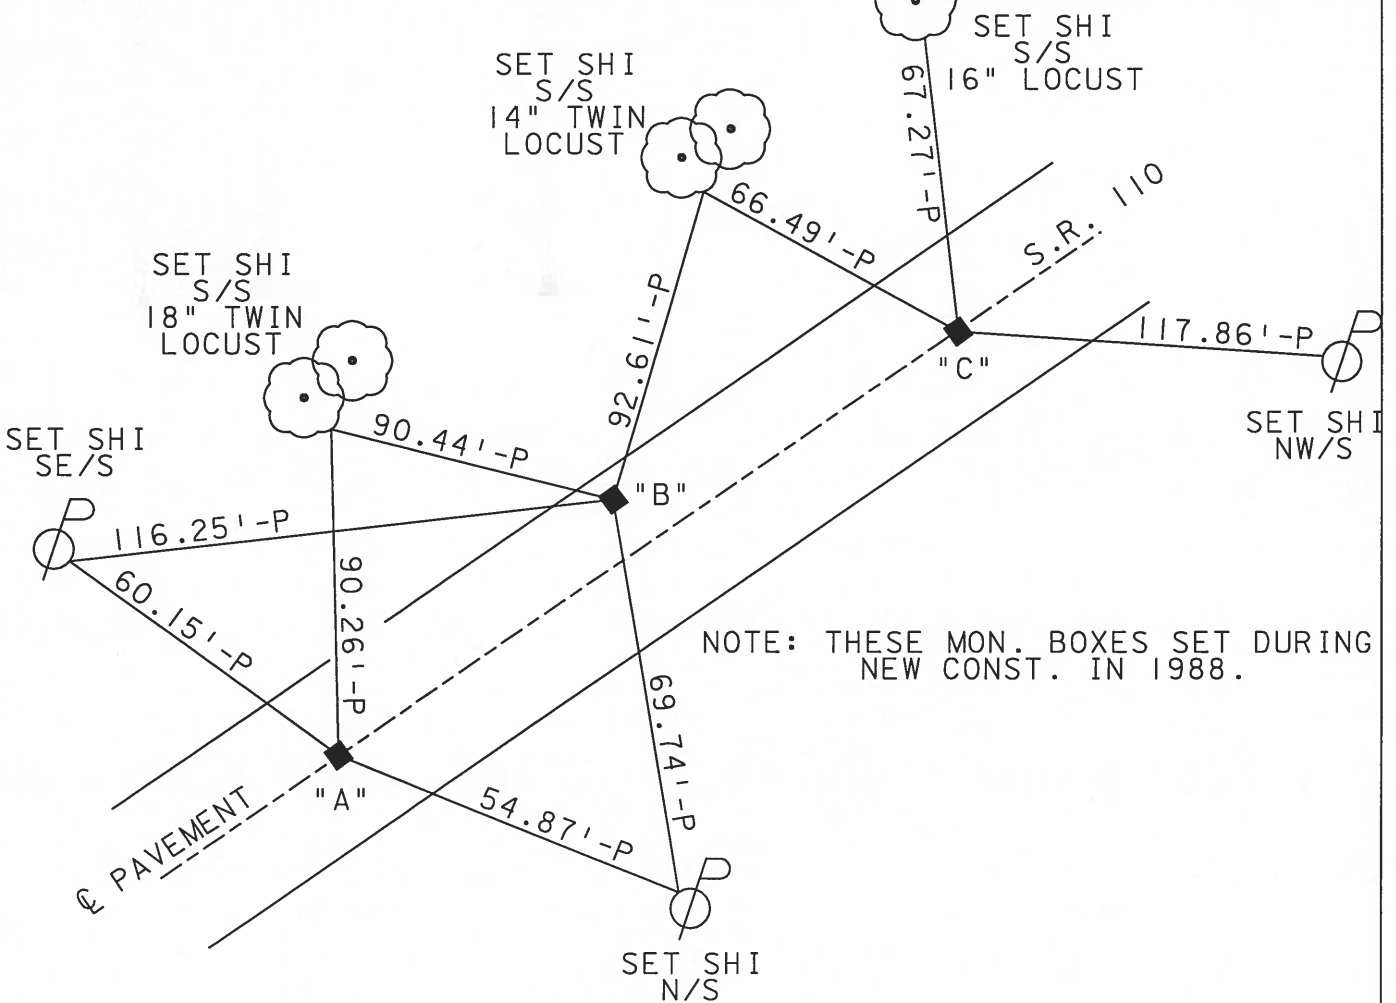 SET SHI
S/S
16" LOCUST
SET SHI
S/S
14" TWIN
LOCUST
67.27'-P
66.49'-P
S.R. 110
SET SHI
S/S
18" TWIN
LOCUST
92.61'-P
117.86'-P
"C"
SET SHI
NW/S
SET SHI
SE/S
90.44'-P
"B"
116.25'-P
60.15'-P
90.26'-P
NOTE: THESE MON. BOXES SET DURING
NEW CONST. IN 1988.
69.74'-P
"A"
54.87'-P
℄ PAVEMENT
SET SHI
N/S